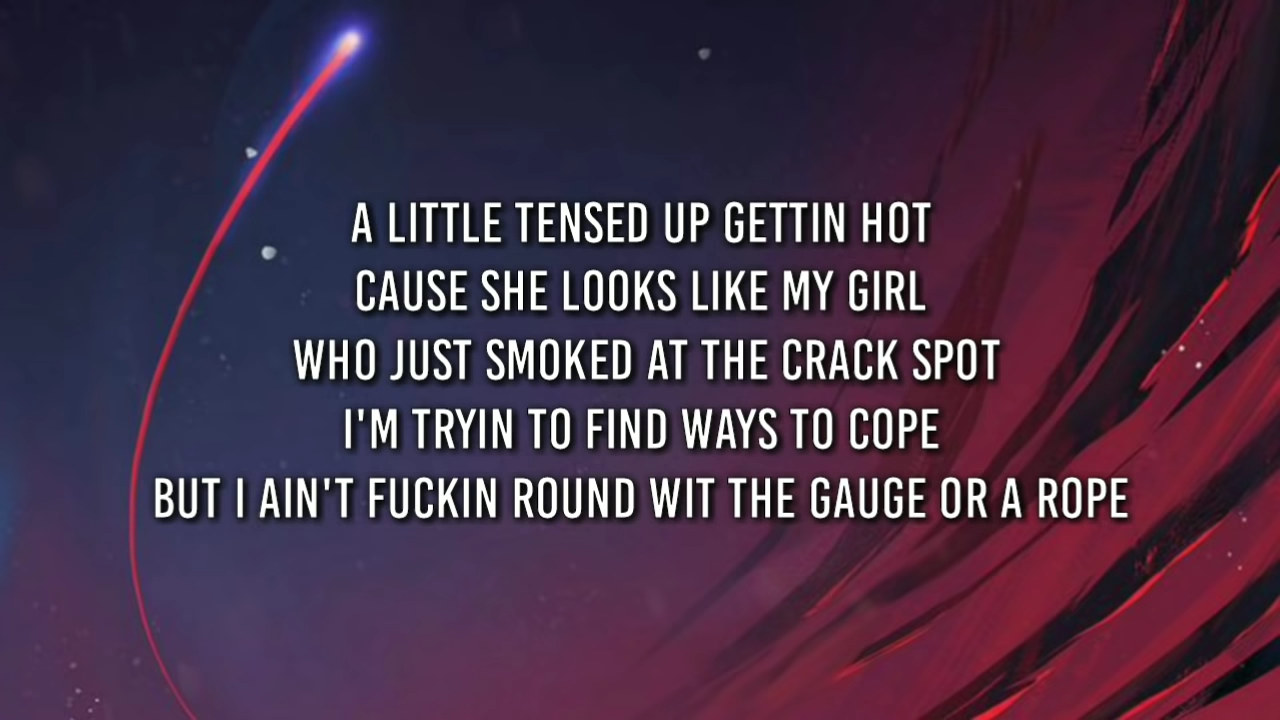 A LITTLE TENSED UP GETTIN HOT
CAUSE SHE LOOKS LIKE MY GIRL
WHO JUST SMOKED AT THE CRACK SPOT
I'M TRYIN TO FIND WAYS TO COPE
BUT I AIN'T FUCKIN ROUND WIT THE GAUGE OR A ROPE